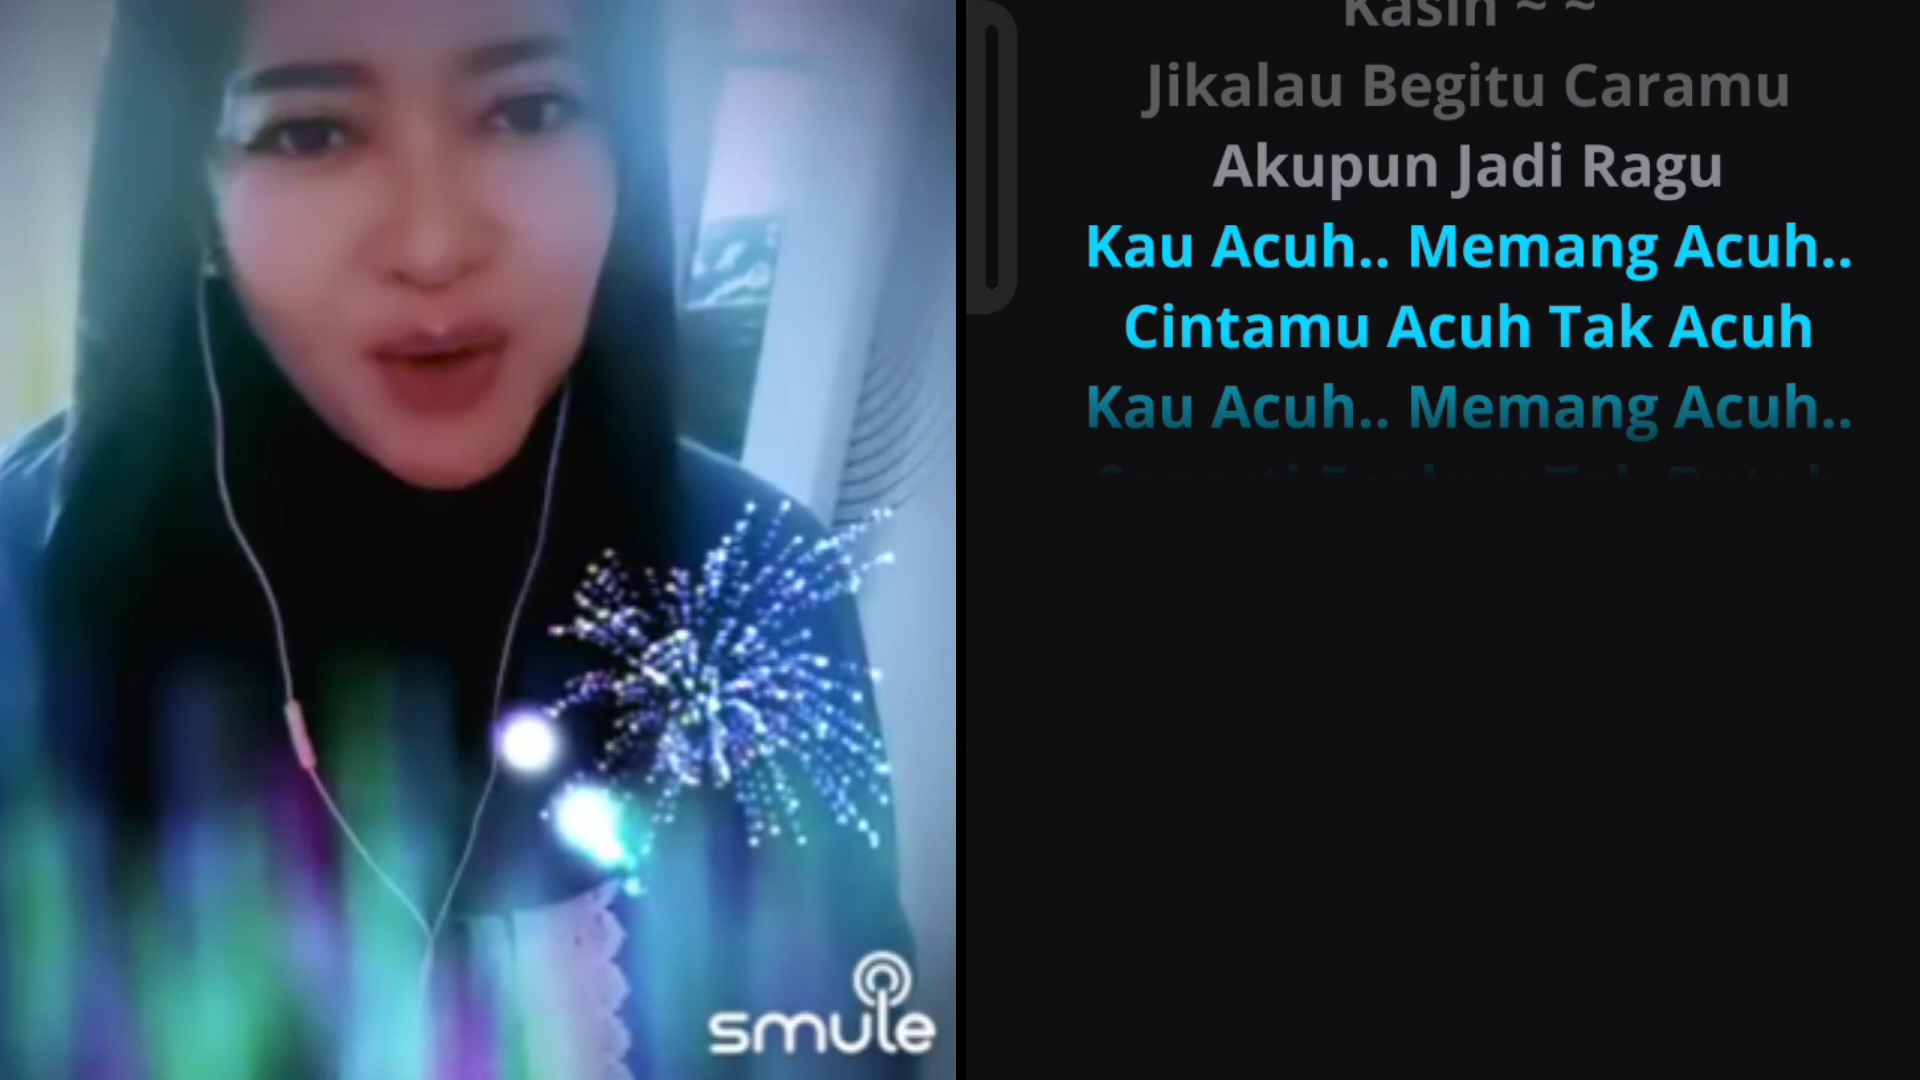 smule
Kasih ~ ~
Jikalau Begitu Caramu
Akupun Jadi Ragu
Kau Acuh.. Memang Acuh..
Cintamu Acuh Tak Acuh
Kau Acuh.. Memang Acuh..